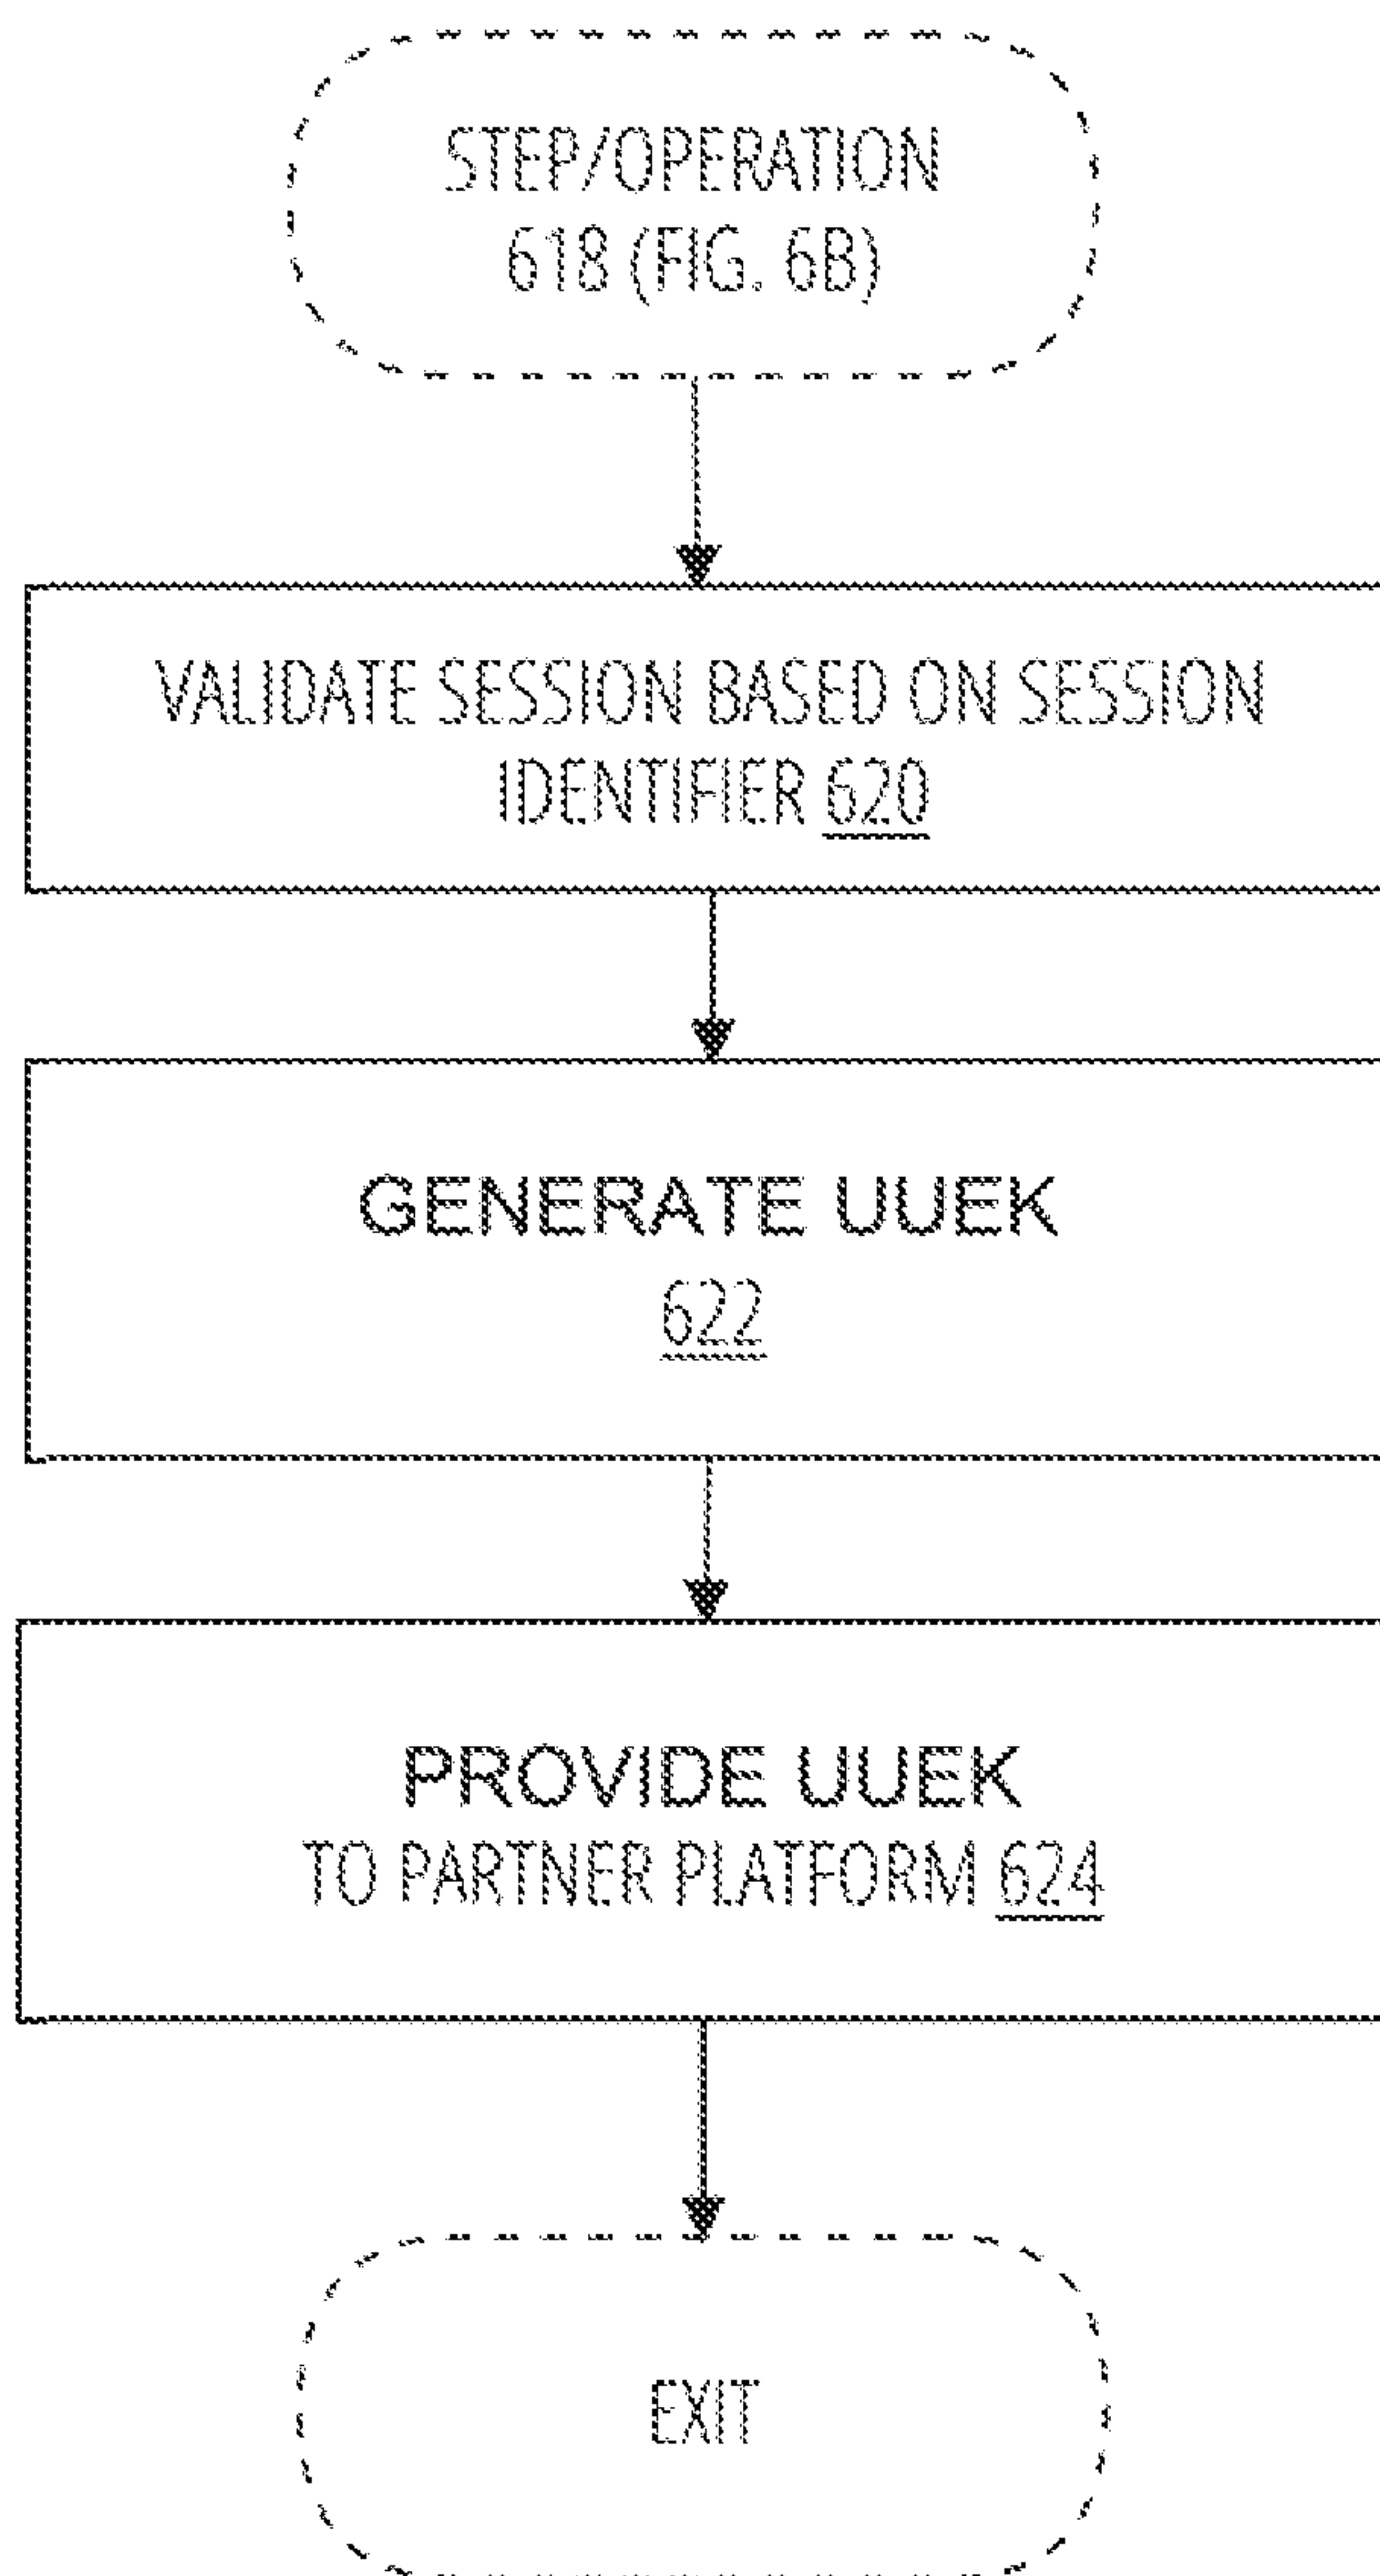 STEP/OPERATION
618 (FIG. 6B)
VALIDATE SESSION BASED ON SESSION
IDENTIFIER 620
GENERATE UUEK
622
PROVIDE UUEK
TO PARTNER PLATFORM 624
EXIT